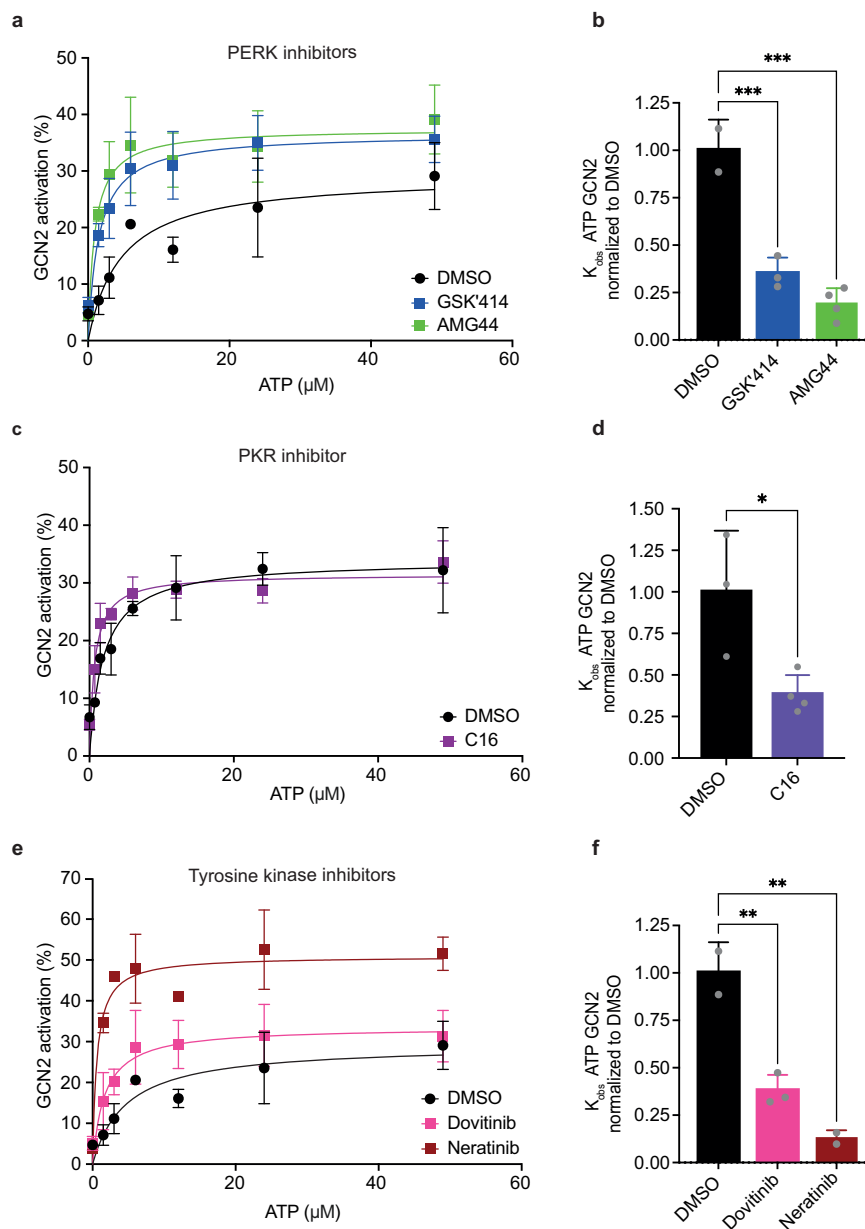 a
PERK inhibitors
GCN2 activation (%)
50
40
30
20
10
0
0
20
40
60
ATP (µM)
DMSO
GSK'414
AMG44
b
***
***
K_obs ATP GCN2
normalized to DMSO
1.25
1.00
0.75
0.50
0.25
0.00
DMSO
GSK'414
AMG44
c
PKR inhibitor
GCN2 activation (%)
50
40
30
20
10
0
0
20
40
60
ATP (µM)
DMSO
C16
d
*
K_obs ATP GCN2
normalized to DMSO
1.50
1.25
1.00
0.75
0.50
0.25
0.00
DMSO
C16
e
Tyrosine kinase inhibitors
GCN2 activation (%)
70
60
50
40
30
20
10
0
0
20
40
60
ATP (µM)
DMSO
Dovitinib
Neratinib
f
**
**
K_obs ATP GCN2
normalized to DMSO
1.25
1.00
0.75
0.50
0.25
0.00
DMSO
Dovitinib
Neratinib